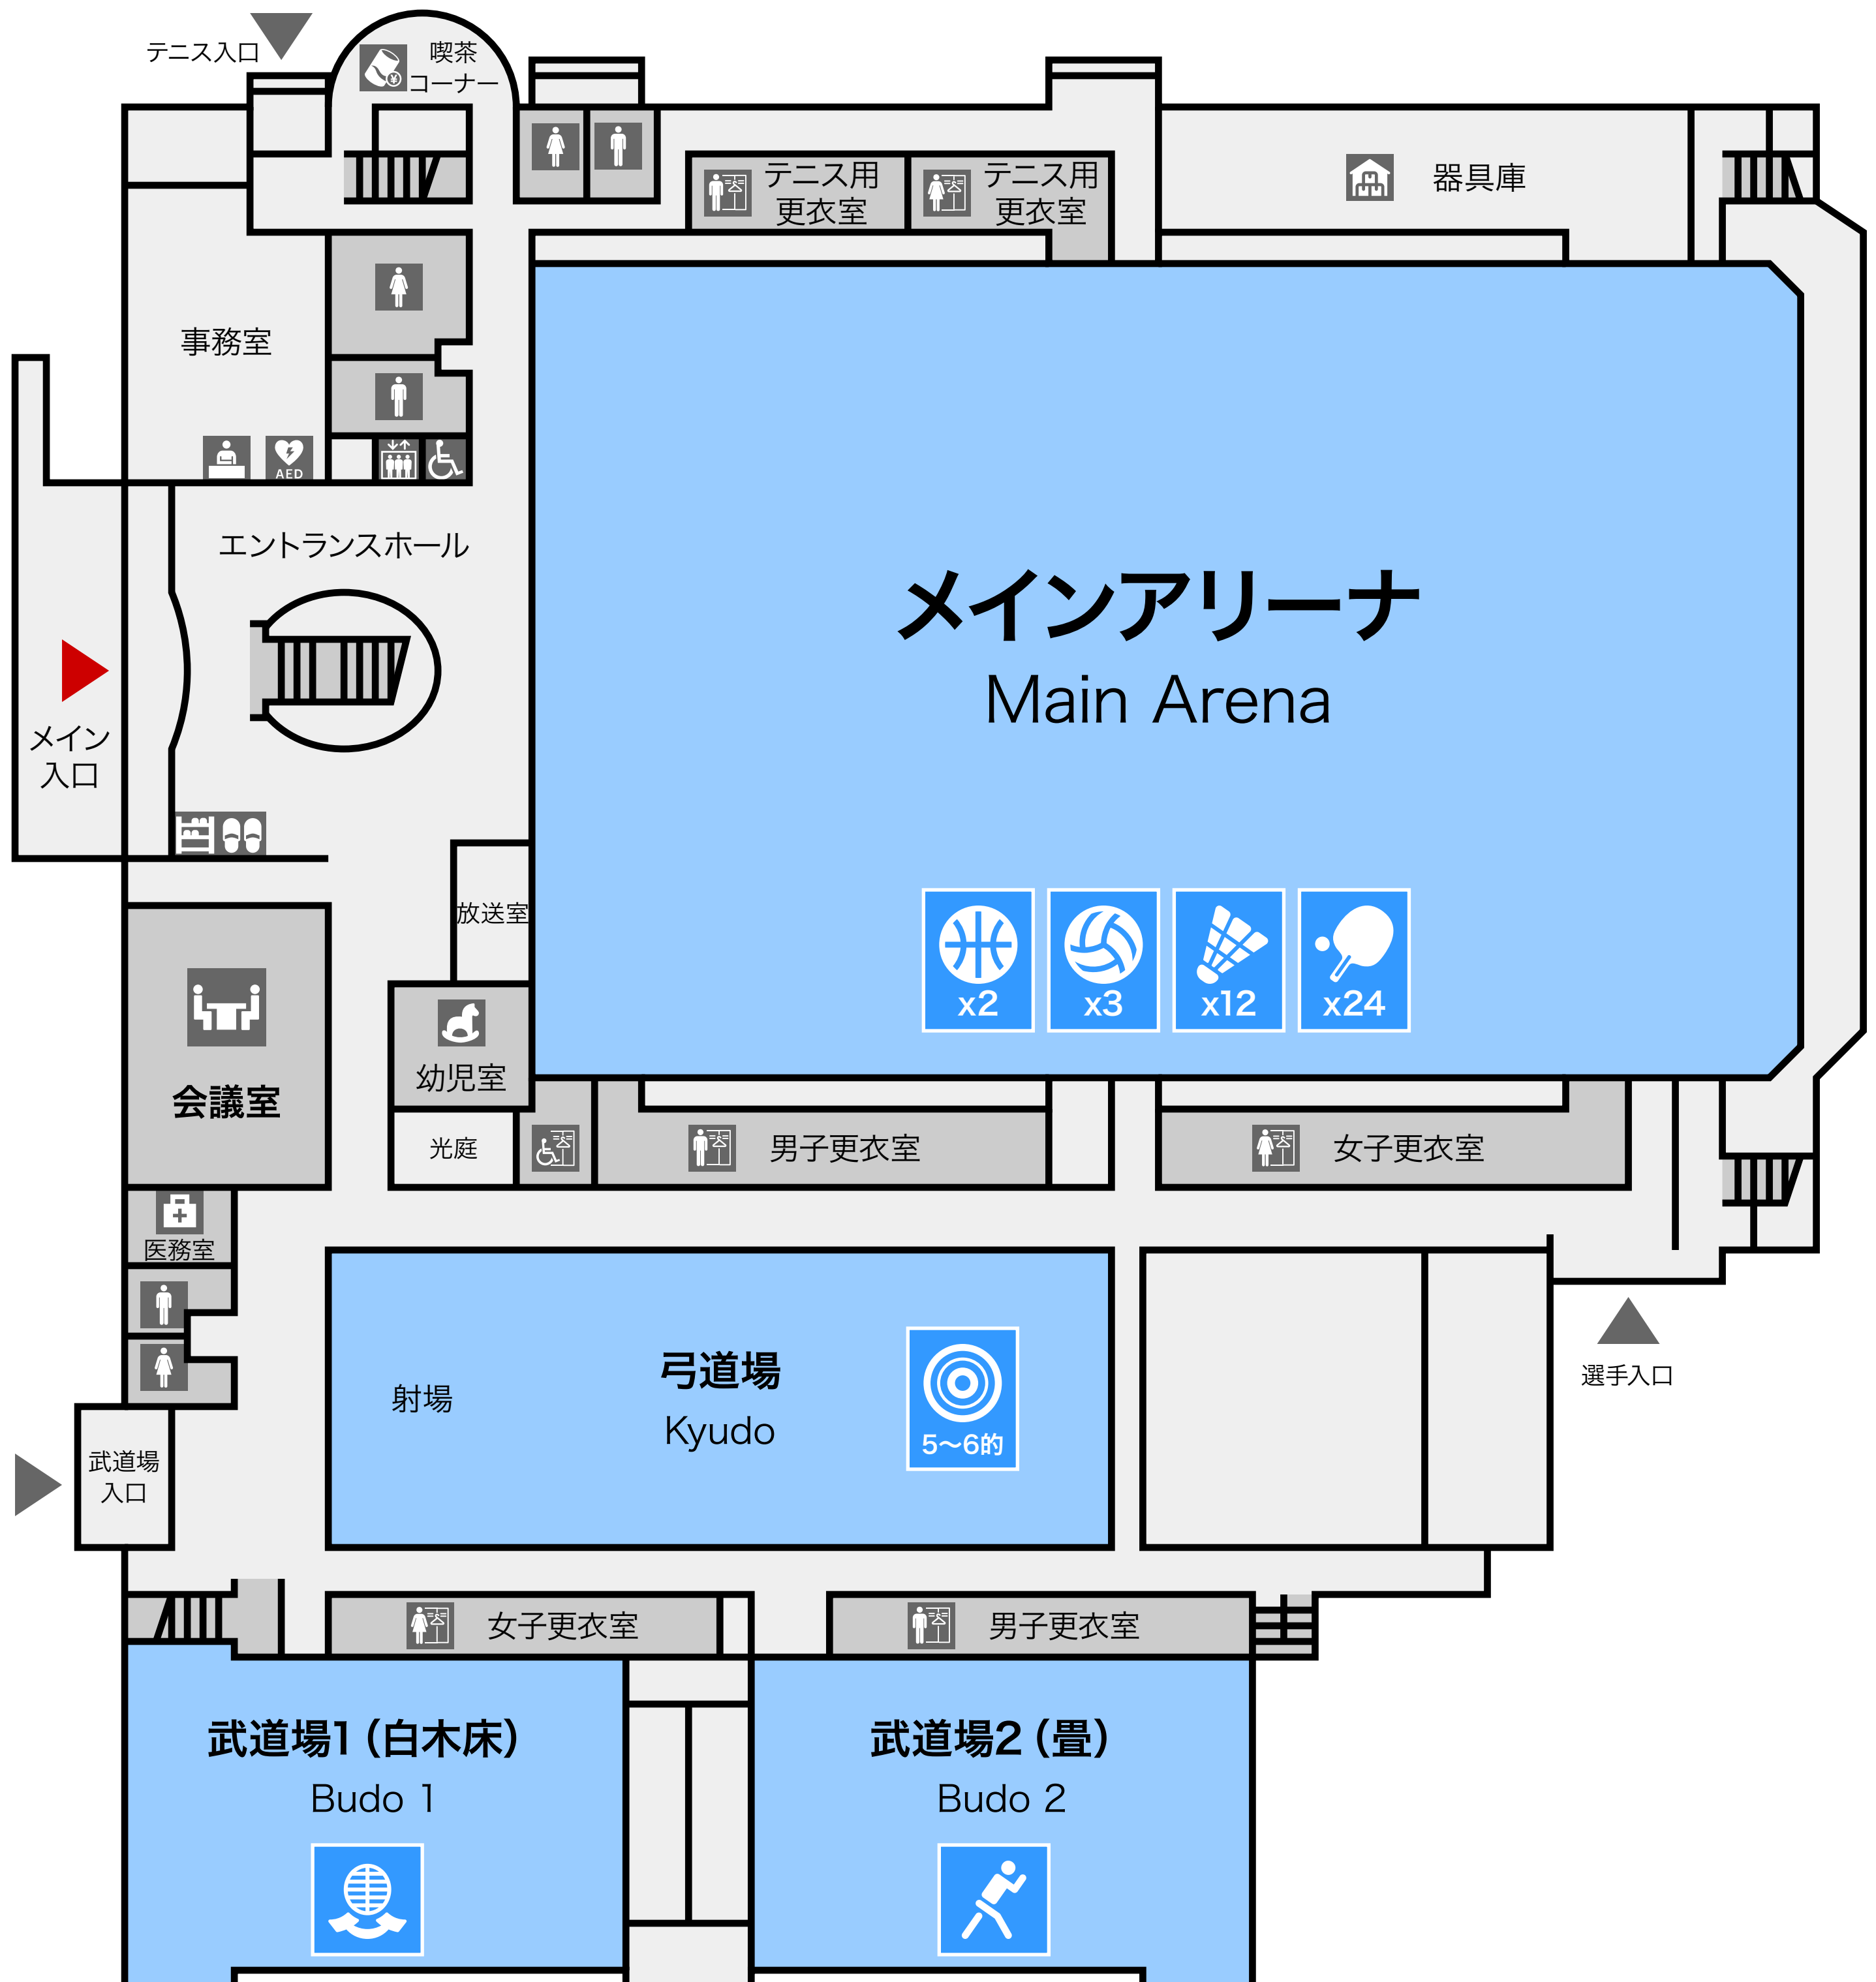 テニス入口
喫茶
コーナー
テニス用
更衣室
テニス用
更衣室
器具庫
事務室
AED
エントランスホール
メイン
入口
メインアリーナ
Main Arena
放送室
x2
x3
x12
x24
会議室
幼児室
光庭
男子更衣室
女子更衣室
医務室
射場
弓道場
Kyudo
5〜6的
選手入口
武道場
入口
女子更衣室
男子更衣室
武道場1（白木床）
Budo 1
武道場2（畳）
Budo 2